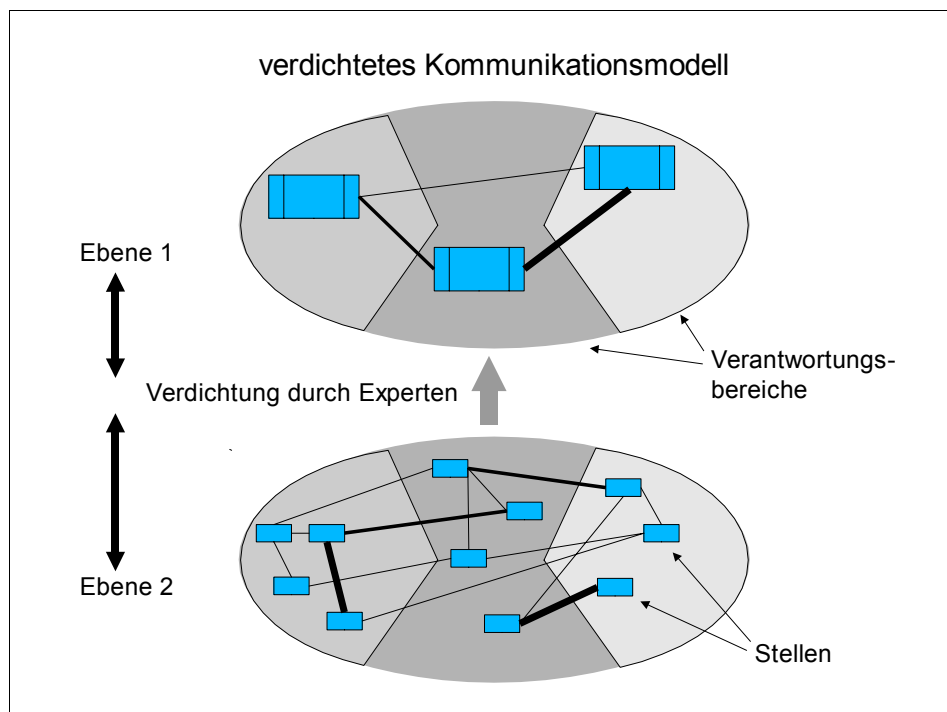 verdichtetes Kommunikationsmodell
Ebene 1
Verantwortungs-
bereiche
Verdichtung durch Experten
`
Ebene 2
Stellen